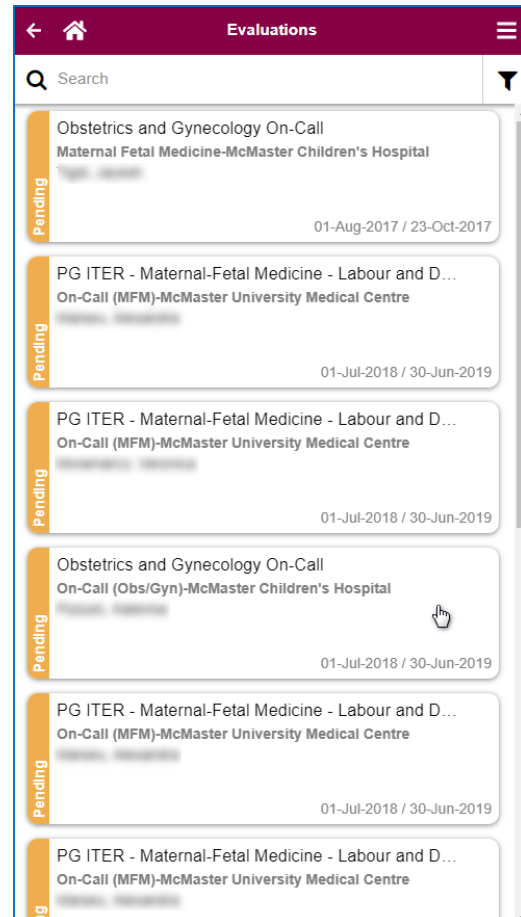 Evaluations
Search
Obstetrics and Gynecology On-Call
Maternal Fetal Medicine-McMaster Children's Hospital
Pending
01-Aug-2017 / 23-Oct-2017
PG ITER - Maternal-Fetal Medicine - Labour and D...
On-Call (MFM)-McMaster University Medical Centre
Pending
01-Jul-2018 / 30-Jun-2019
PG ITER - Maternal-Fetal Medicine - Labour and D...
On-Call (MFM)-McMaster University Medical Centre
Pending
01-Jul-2018 / 30-Jun-2019
Obstetrics and Gynecology On-Call
On-Call (Obs/Gyn)-McMaster Children's Hospital
Pending
01-Jul-2018 / 30-Jun-2019
PG ITER - Maternal-Fetal Medicine - Labour and D...
On-Call (MFM)-McMaster University Medical Centre
Pending
01-Jul-2018 / 30-Jun-2019
PG ITER - Maternal-Fetal Medicine - Labour and D...
On-Call (MFM)-McMaster University Medical Centre